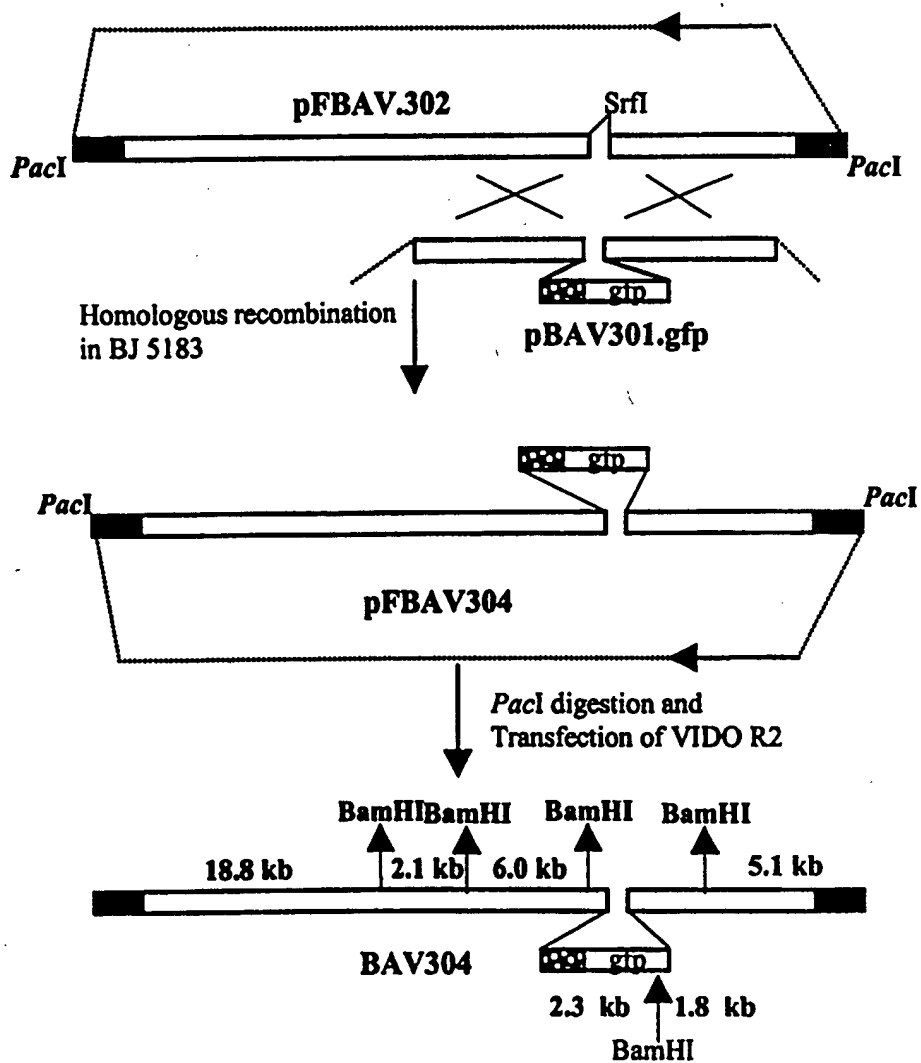 pFBAV.302
SrfI
PacI
PacI
gfp
pBAV301.gfp
Homologous recombination
in BJ 5183
gfp
PacI
PacI
pFBAV304
PacI digestion and
Transfection of VIDO R2
BamHI BamHI BamHI BamHI
18.8 kb 2.1 kb 6.0 kb 5.1 kb
BAV304
gfp
2.3 kb 1.8 kb
BamHI